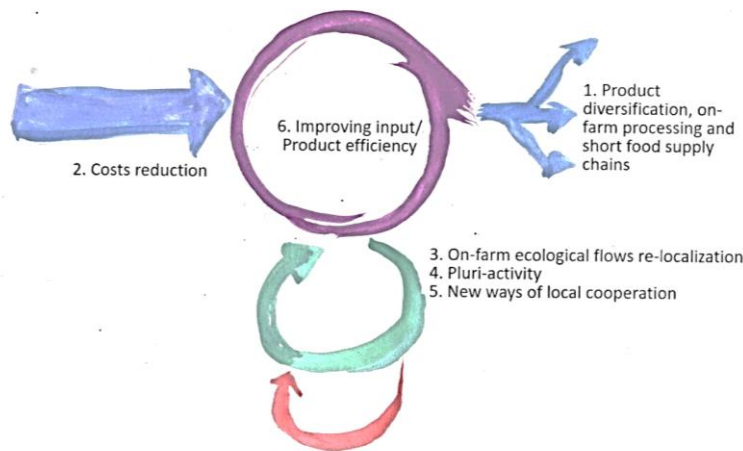 1. Product
diversification, on-
farm processing and
short food supply
chains
6. Improving input/
Product efficiency
2. Costs reduction
3. On-farm ecological flows re-localization
4. Pluri-activity
5. New ways of local cooperation